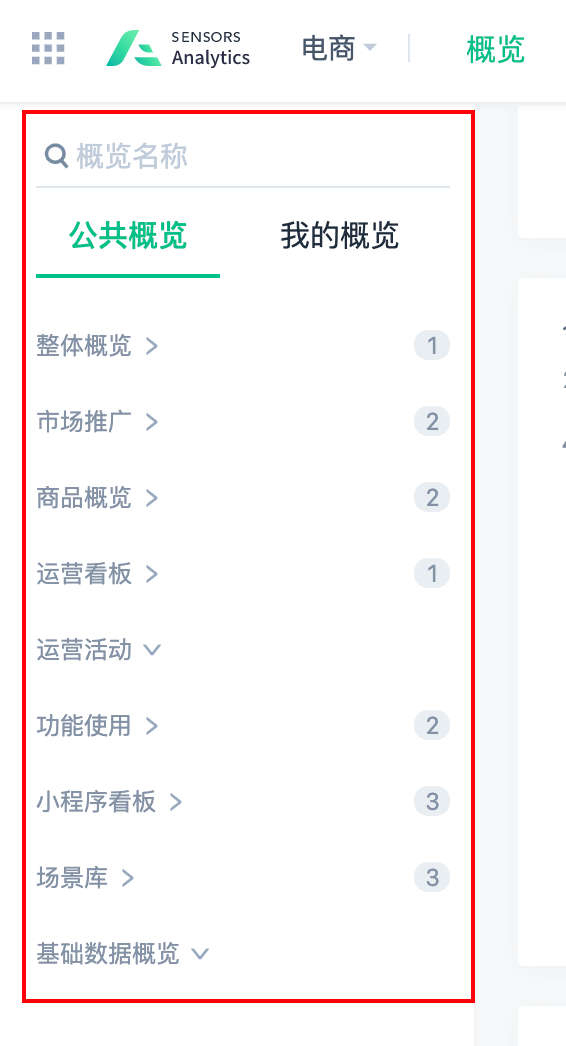 SENSORS
Analytics
电商
概览
概览名称
公共概览 我的概览
整体概览 1
市场推广 2
商品概览 2
运营看板 1
运营活动
功能使用 2
小程序看板 3
场景库 3
基础数据概览